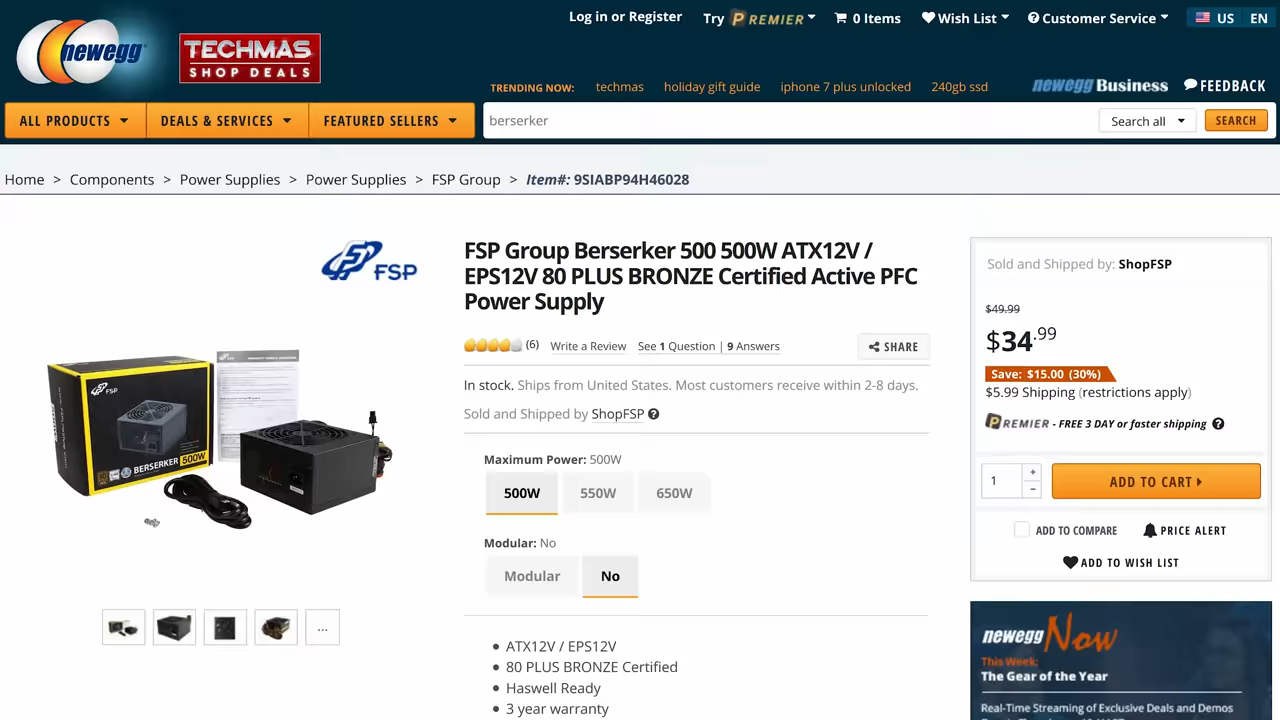 Log in or Register
Try PREMIER
0 Items
Wish List
Customer Service
US
EN
newegg
TECHMAS
SHOP DEALS
TRENDING NOW:
techmas
holiday gift guide
iphone 7 plus unlocked
240gb ssd
newegg Business
FEEDBACK
ALL PRODUCTS
DEALS & SERVICES
FEATURED SELLERS
berserker
Search all
SEARCH
Home > Components > Power Supplies > Power Supplies > FSP Group > Item#: 9SIABP94H46028
FSP
FSP Group Berserker 500 500W ATX12V /
EPS12V 80 PLUS BRONZE Certified Active PFC
Power Supply
(6)
Write a Review
See 1 Question | 9 Answers
SHARE
In stock. Ships from United States. Most customers receive within 2-8 days.
Sold and Shipped by ShopFSP
Maximum Power: 500W
500W
550W
650W
Modular: No
Modular
No
ATX12V / EPS12V
80 PLUS BRONZE Certified
Haswell Ready
3 year warranty
FSP
BERSERKER 500W
...
Sold and Shipped by: ShopFSP
$49.99
$34.99
Save: $15.00 (30%)
$5.99 Shipping (restrictions apply)
PREMIER - FREE 3 DAY or faster shipping
1
+
−
ADD TO CART
ADD TO COMPARE
PRICE ALERT
ADD TO WISH LIST
newegg Now
This Week:
The Gear of the Year
Real-Time Streaming of Exclusive Deals and Demos